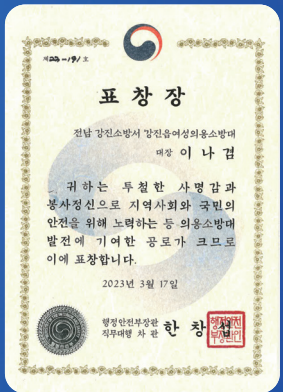 제22-191호
표창장
전남 강진소방서 강진읍여성의용소방대
대장 이나겸
귀하는 투철한 사명감과
봉사정신으로 지역사회와 국민의
안전을 위해 노력하는 등 의용소방대
발전에 기여한 공로가 크므로
이에 표창합니다.
2023년 3월 17일
행정안전부장관
직무대행 차관 한창섭